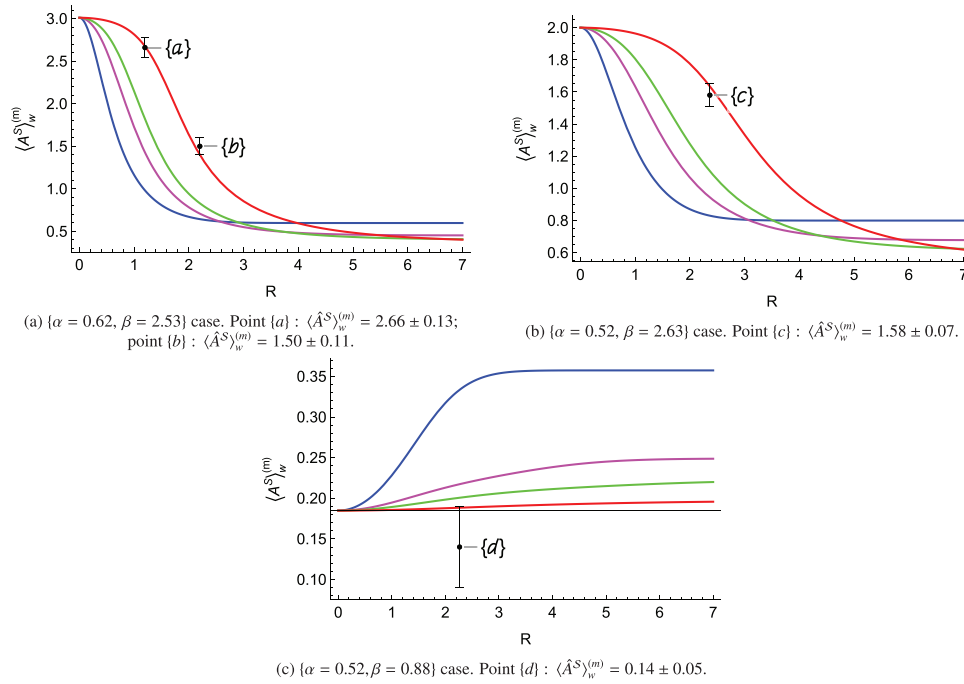 3.0
2.5
2.0
1.5
1.0
0.5
⟨A^S⟩_w^(m)
{a}
{b}
0 1 2 3 4 5 6 7
R
(a) {α = 0.62, β = 2.53} case. Point {a} : ⟨Â^S⟩_w^(m) = 2.66 ± 0.13;
point {b} : ⟨Â^S⟩_w^(m) = 1.50 ± 0.11.
2.0
1.8
1.6
1.4
1.2
1.0
0.8
0.6
⟨A^S⟩_w^(m)
{c}
0 1 2 3 4 5 6 7
R
(b) {α = 0.52, β = 2.63} case. Point {c} : ⟨Â^S⟩_w^(m) = 1.58 ± 0.07.
0.35
0.30
0.25
0.20
0.15
0.10
⟨A^S⟩_w^(m)
{d}
0 1 2 3 4 5 6 7
R
(c) {α = 0.52, β = 0.88} case. Point {d} : ⟨Â^S⟩_w^(m) = 0.14 ± 0.05.